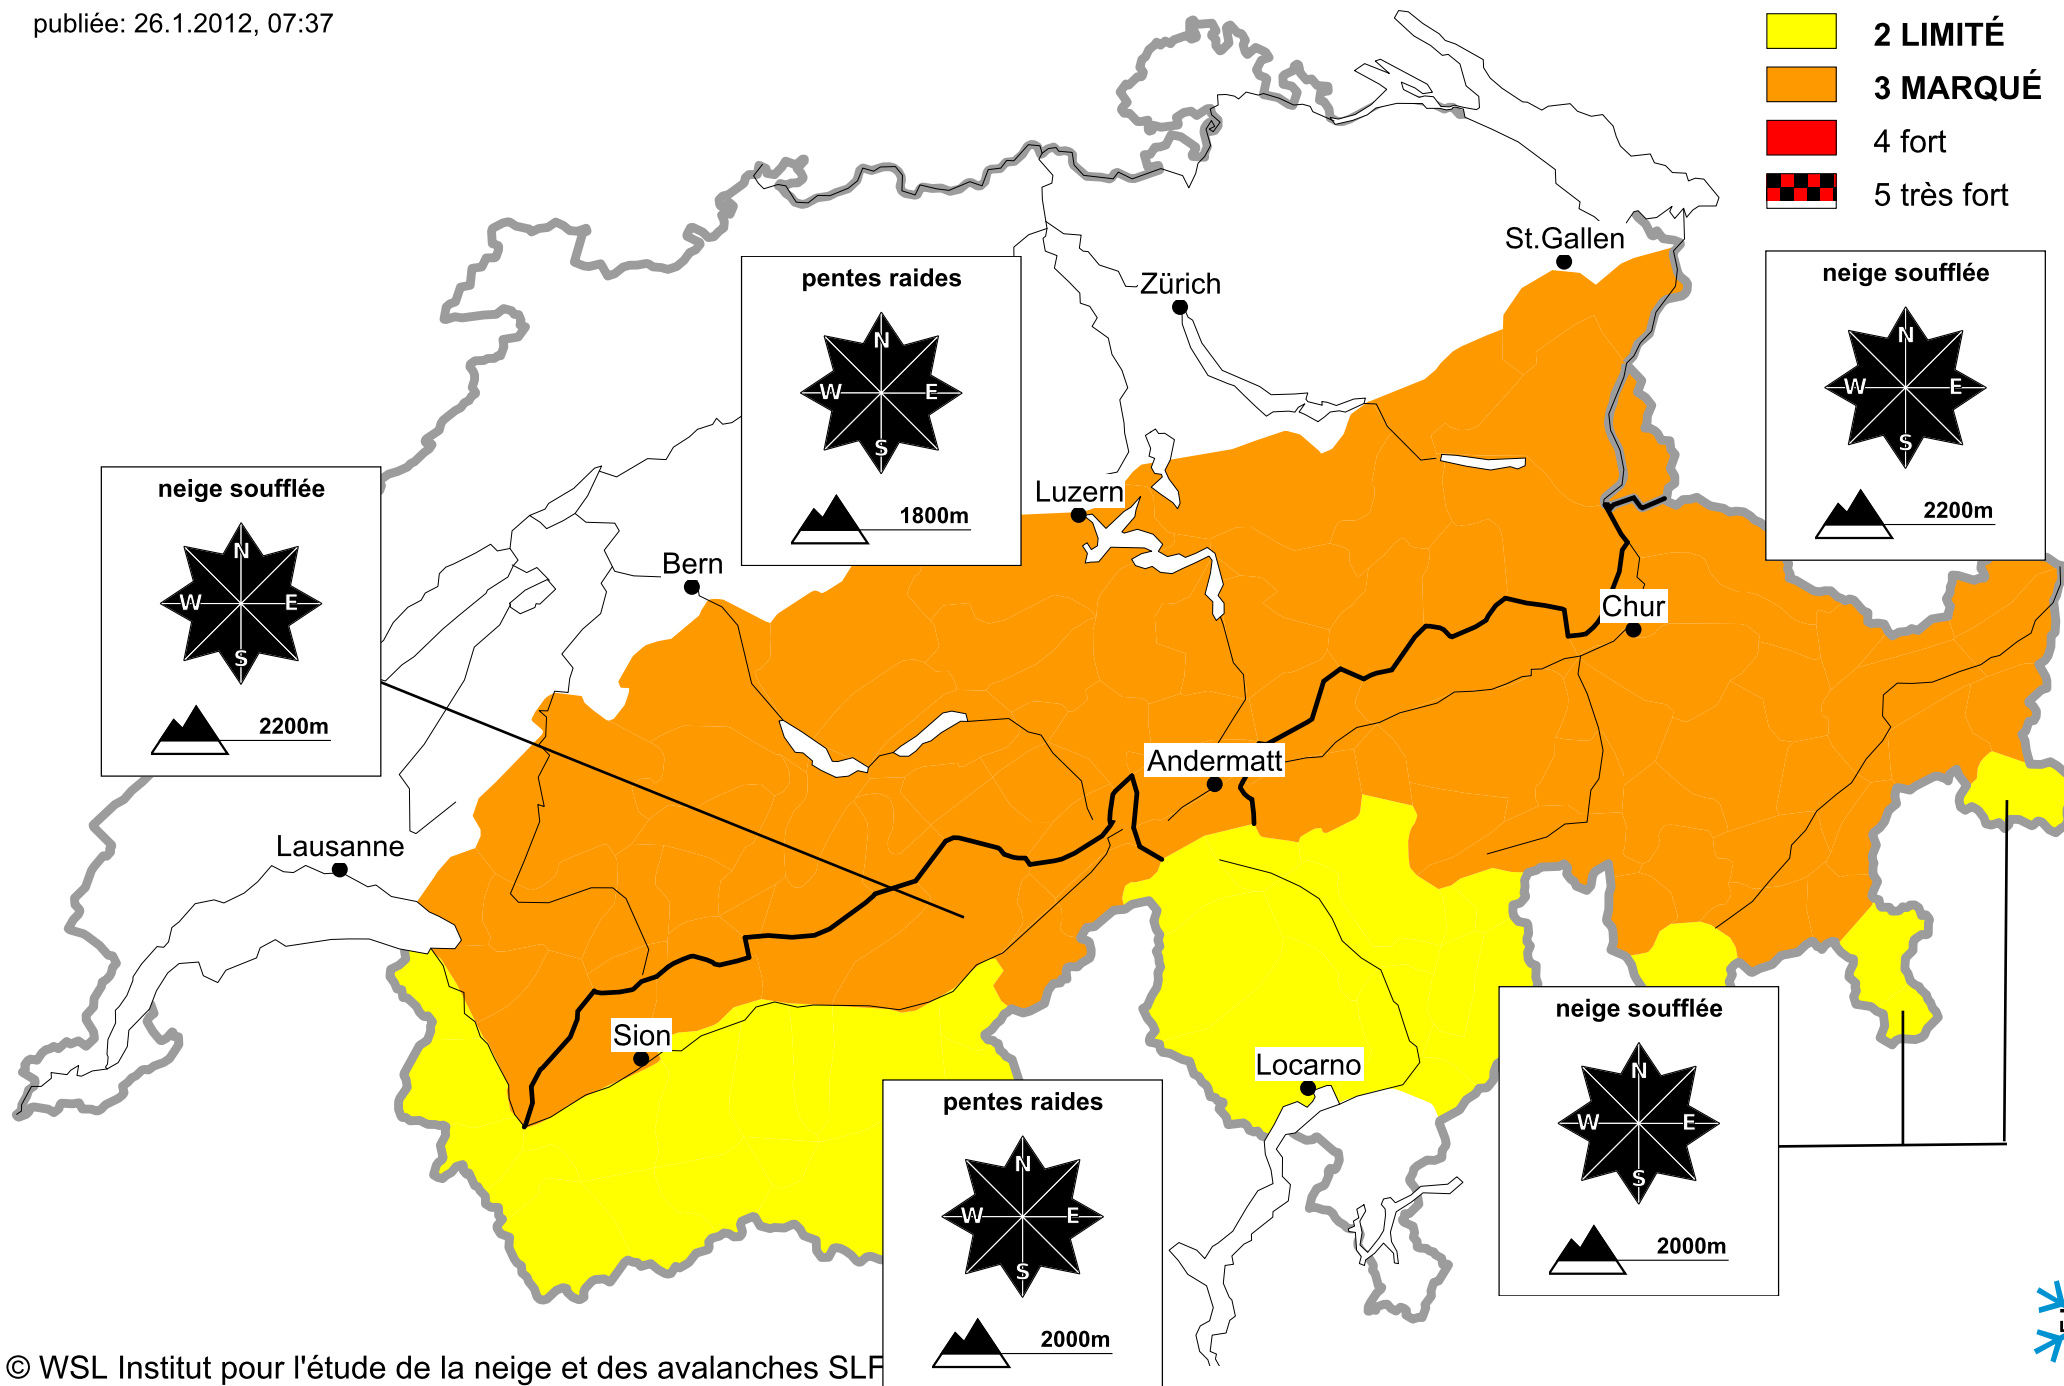 publiée: 26.1.2012, 07:37
2 LIMITÉ
3 MARQUÉ
4 fort
5 très fort
St.Gallen
Zürich
pentes raides
N
W E
S
1800m
neige soufflée
N
W E
S
2200m
neige soufflée
N
W E
S
2200m
Luzern
Bern
Chur
Andermatt
Lausanne
Sion
Locarno
neige soufflée
N
W E
S
2000m
pentes raides
N
W E
S
2000m
© WSL Institut pour l'étude de la neige et des avalanches SLF